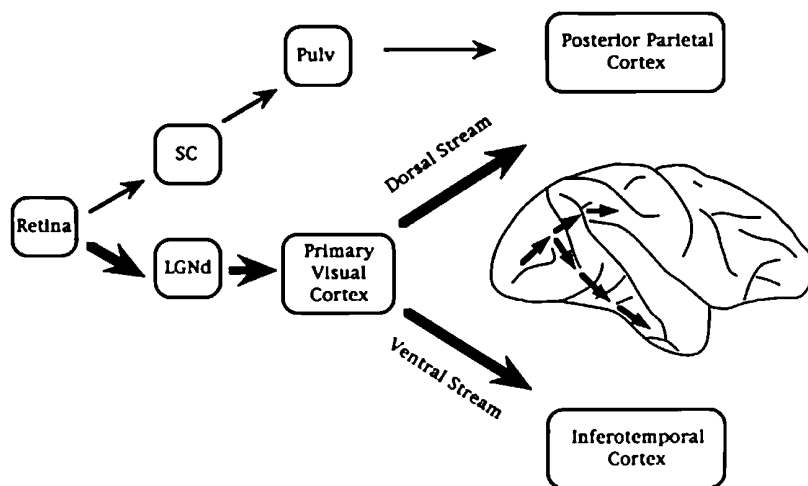 Pulv
Posterior Parietal
Cortex
SC
Dorsal Stream
Retina
LGNd
Primary
Visual
Cortex
Ventral Stream
Inferotemporal
Cortex